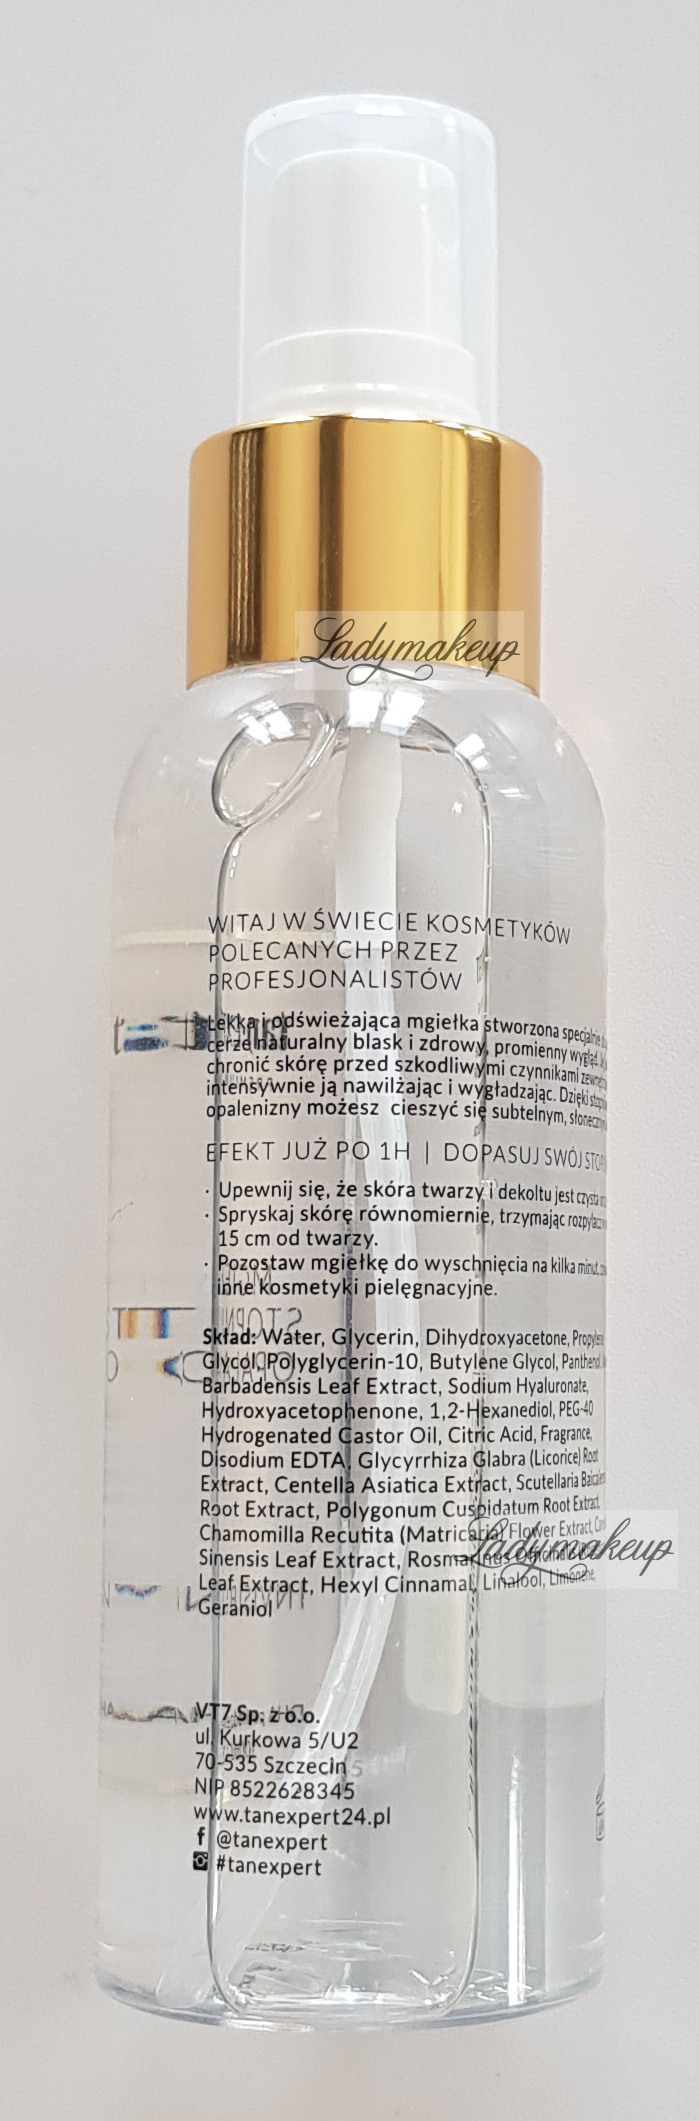 Ladymakeup
WITAJ W ŚWIECIE KOSMETYKÓW
POLECANYCH PRZEZ
PROFESJONALISTÓW
Lekka i odświeżająca mgiełka stworzona specjalnie
cerze naturalny blask i zdrowy, promienny wygląd.
chronić skórę przed szkodliwymi czynnikami
intensywnie ją nawilżając i wygładzając. Dzięki
opalenizny możesz cieszyć się subtelnym,
EFEKT JUŻ PO 1H | DOPASUJ SWÓJ
· Upewnij się, że skóra twarzy i dekoltu jest czysta
· Spryskaj skórę równomiernie, trzymając
15 cm od twarzy.
· Pozostaw mgiełkę do wyschnięcia na kilka minut,
inne kosmetyki pielęgnacyjne.
Skład: Water, Glycerin, Dihydroxyacetone,
Glycol, Polyglycerin-10, Butylene Glycol, Panthenol,
Barbadensis Leaf Extract, Sodium Hyaluronate,
Hydroxyacetophenone, 1,2-Hexanediol, PEG-40
Hydrogenated Castor Oil, Citric Acid, Fragrance,
Disodium EDTA, Glycyrrhiza Glabra (Licorice) Root
Extract, Centella Asiatica Extract, Scutellaria
Root Extract, Polygonum Cuspidatum Root Extract,
Chamomilla Recutita (Matricaria) Flower Extract,
Sinensis Leaf Extract,
Ladymakeup
Leaf Extract, Hexyl Cinnamal, Linalool, Limonene,
Geraniol
VT7 Sp. z o.o.
ul. Kurkowa 5/U2
70-535 Szczecin
NIP 8522628345
www.tanexpert24.pl
@tanexpert
#tanexpert